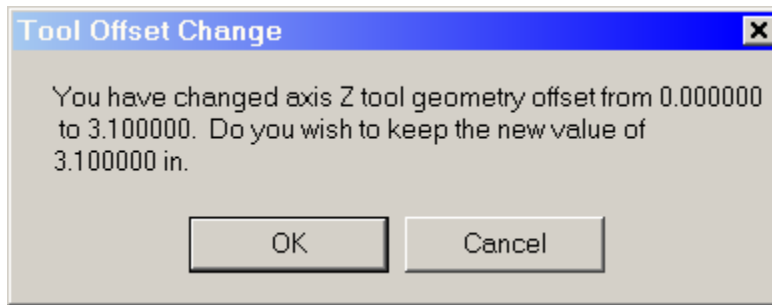 Tool Offset Change
You have changed axis Z tool geometry offset from 0.000000
to 3.100000.  Do you wish to keep the new value of
3.100000 in.
OK Cancel